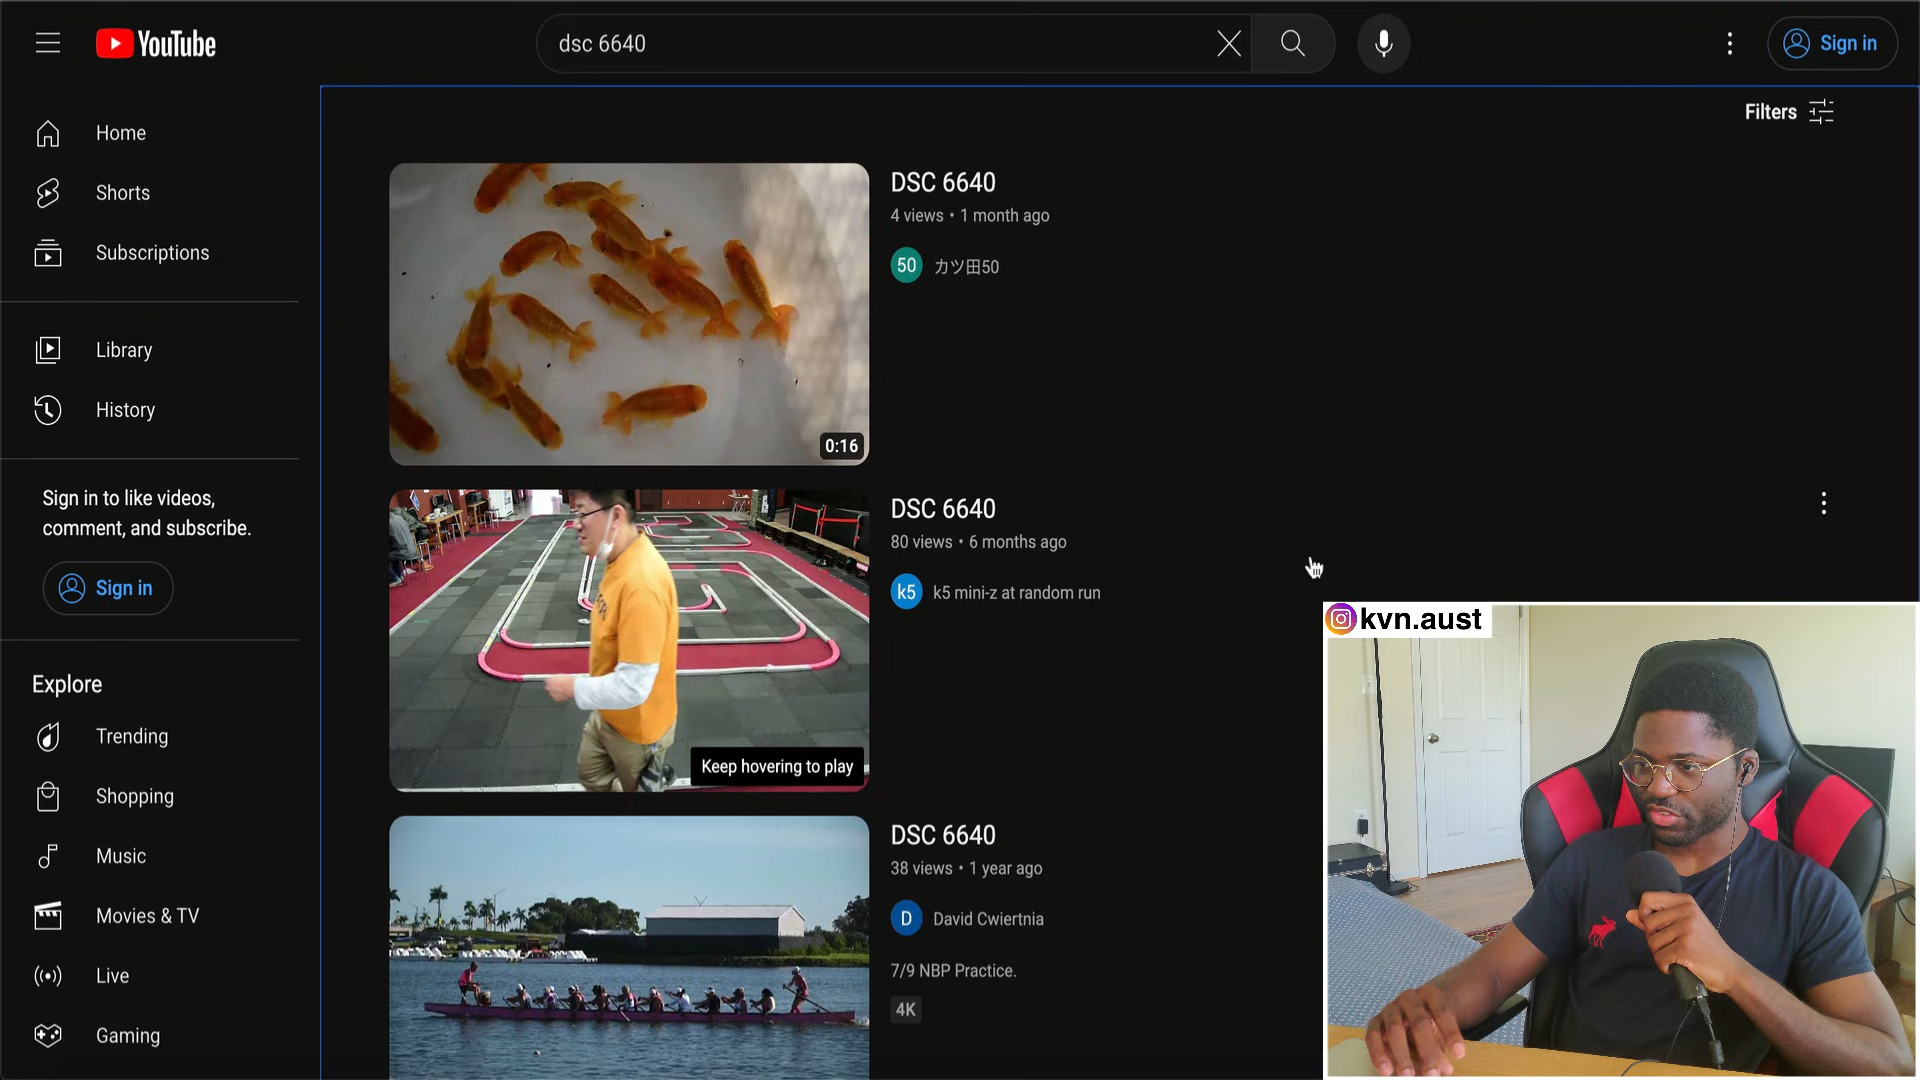 YouTube
dsc 6640
Sign in
Home
Shorts
Subscriptions
Library
History
Sign in to like videos,
comment, and subscribe.
Sign in
Explore
Trending
Shopping
Music
Movies & TV
Live
Gaming
Filters
0:16
DSC 6640
4 views • 1 month ago
50
カツ田50
Keep hovering to play
DSC 6640
80 views • 6 months ago
k5
k5 mini-z at random run
DSC 6640
38 views • 1 year ago
D
David Cwiertnia
7/9 NBP Practice.
4K
kvn.aust